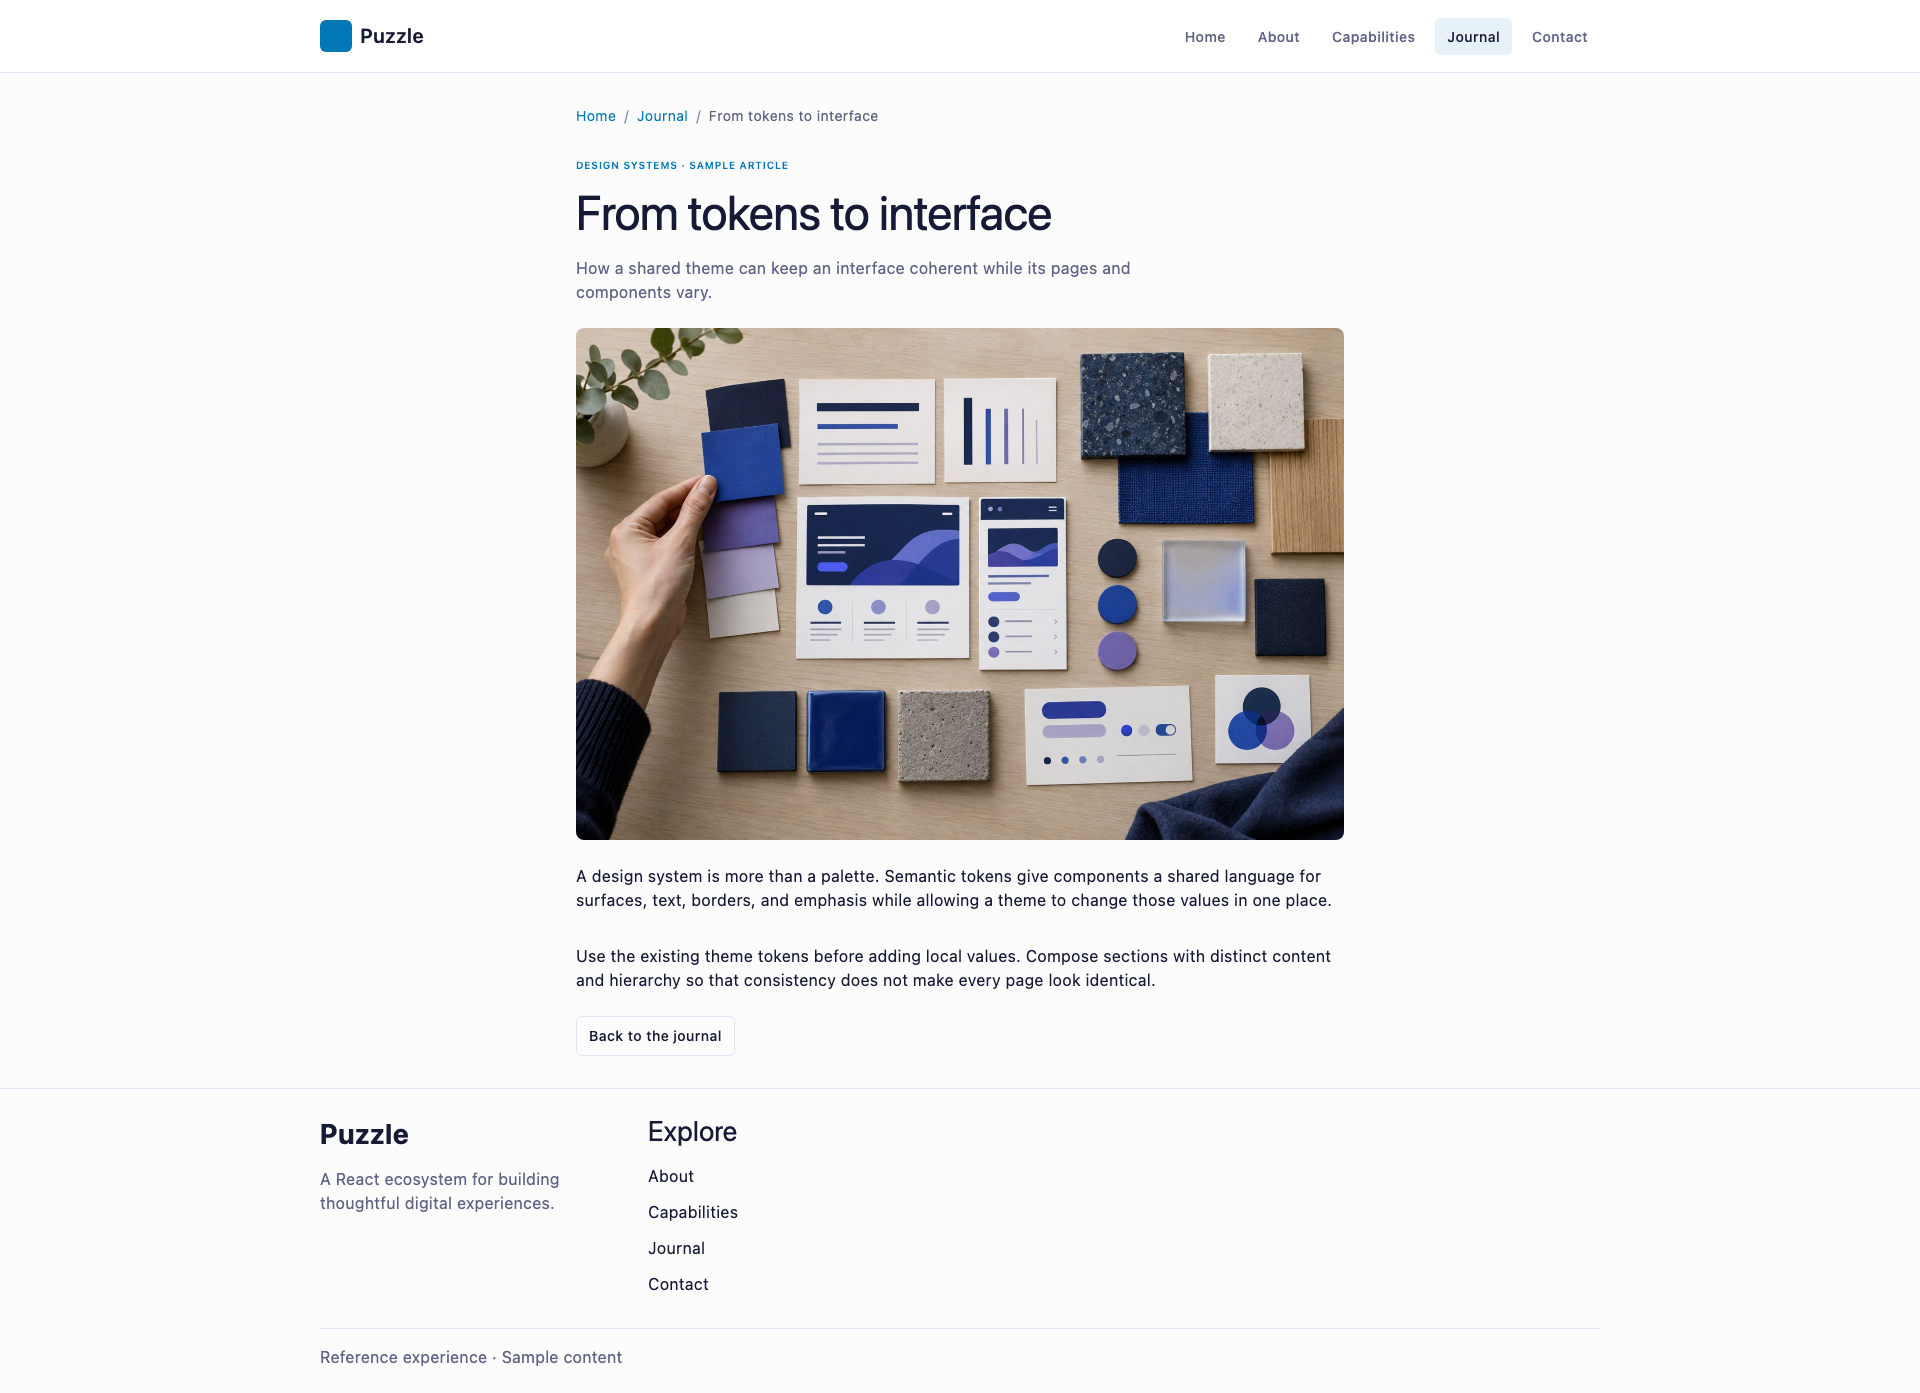 Puzzle
Home About Capabilities Journal Contact
Home / Journal / From tokens to interface
DESIGN SYSTEMS · SAMPLE ARTICLE
From tokens to interface
How a shared theme can keep an interface coherent while its pages and
components vary.
A design system is more than a palette. Semantic tokens give components a shared language for
surfaces, text, borders, and emphasis while allowing a theme to change those values in one place.
Use the existing theme tokens before adding local values. Compose sections with distinct content
and hierarchy so that consistency does not make every page look identical.
Back to the journal
Puzzle
A React ecosystem for building
thoughtful digital experiences.
Explore
About
Capabilities
Journal
Contact
Reference experience · Sample content